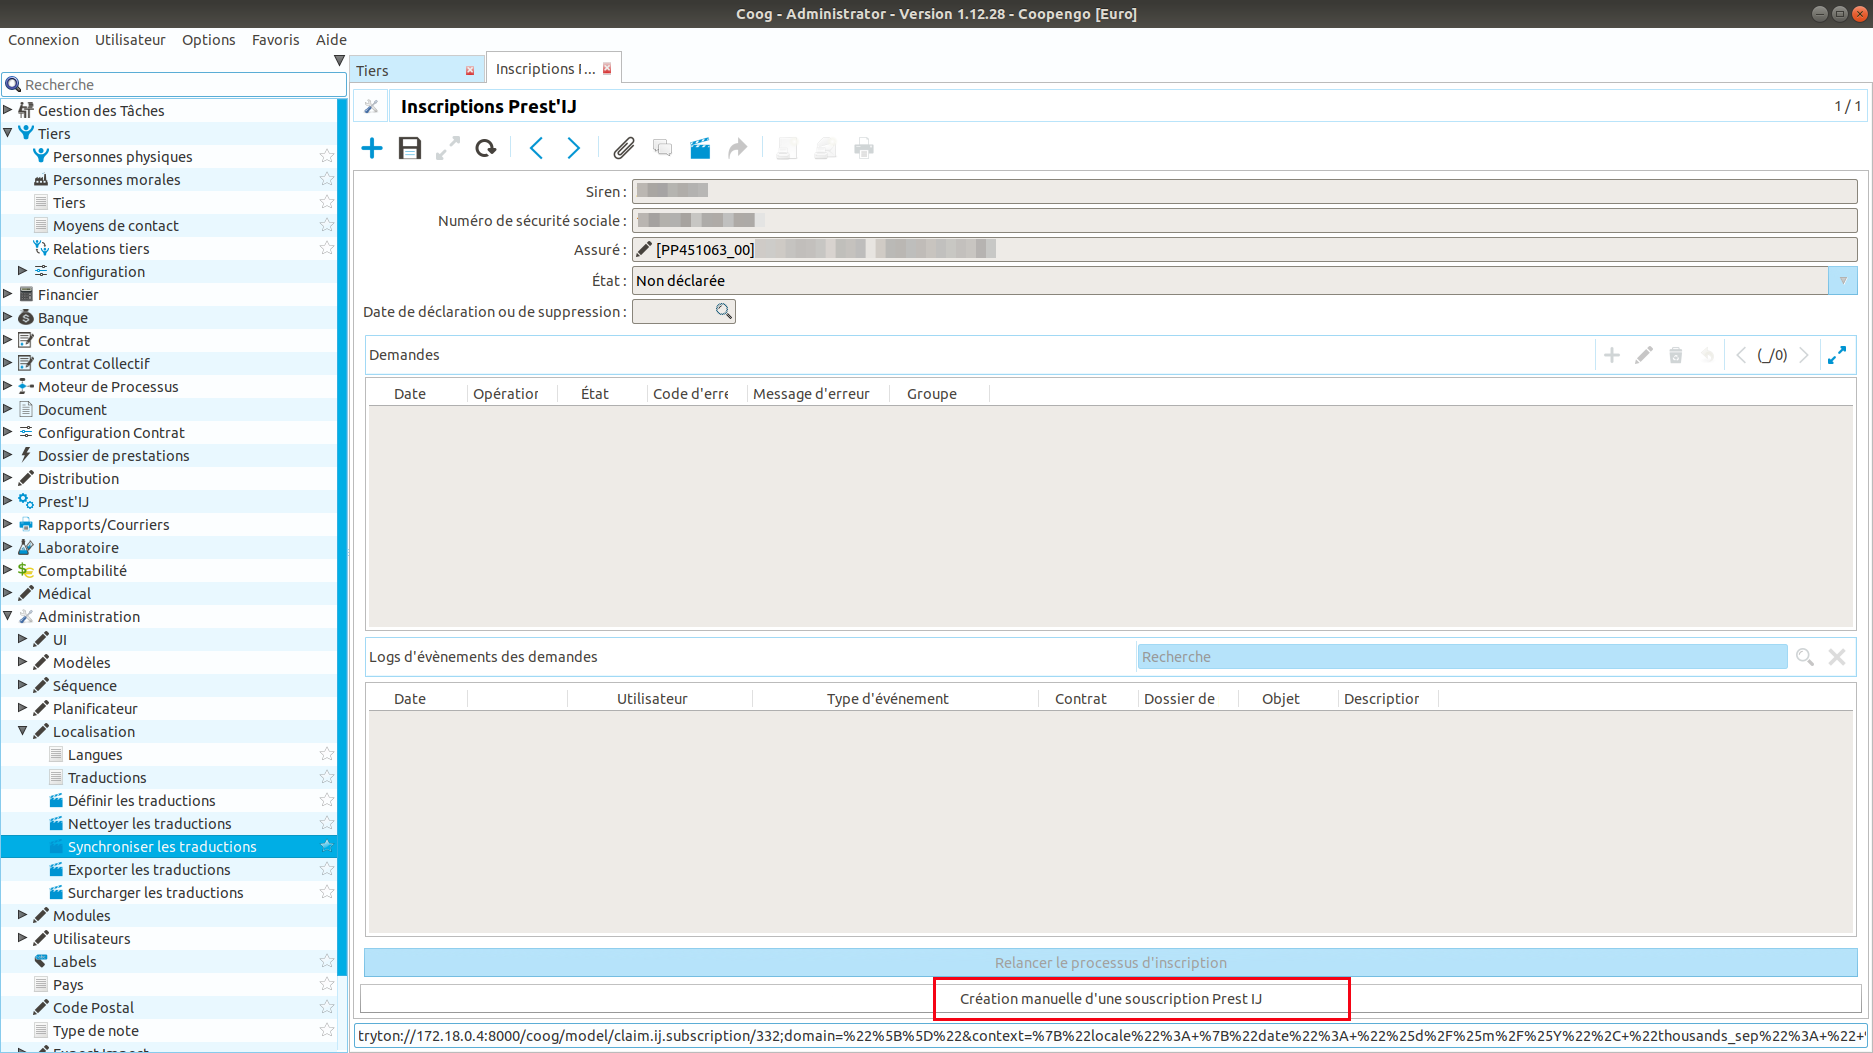 Coog - Administrator - Version 1.12.28 - Coopengo [Euro]
Connexion Utilisateur Options Favoris Aide
Recherche
Gestion des Tâches
Tiers
Personnes physiques
Personnes morales
Tiers
Moyens de contact
Relations tiers
Configuration
Financier
Banque
Contrat
Contrat Collectif
Moteur de Processus
Document
Configuration Contrat
Dossier de prestations
Distribution
Prest'IJ
Rapports/Courriers
Laboratoire
Comptabilité
Médical
Administration
UI
Modèles
Séquence
Planificateur
Localisation
Langues
Traductions
Définir les traductions
Nettoyer les traductions
Synchroniser les traductions
Exporter les traductions
Surcharger les traductions
Modules
Utilisateurs
Labels
Pays
Code Postal
Type de note
Tiers Inscriptions I...
Inscriptions Prest'IJ 1 / 1
Siren :
Numéro de sécurité sociale :
Assuré : [PP451063_00]
État : Non déclarée
Date de déclaration ou de suppression :
Demandes (_/0)
Date Opération État Code d'erre Message d'erreur Groupe
Logs d'évènements des demandes Recherche
Date Utilisateur Type d'événement Contrat Dossier de Objet Description
Relancer le processus d'inscription
Création manuelle d'une souscription Prest IJ
tryton://172.18.0.4:8000/coog/model/claim.ij.subscription/332;domain=%22%5B%5D%22&context=%7B%22locale%22%3A+%7B%22date%22%3A+%22%25d%2F%25m%2F%25Y%22%2C+%22thousands_sep%22%3A+%22+